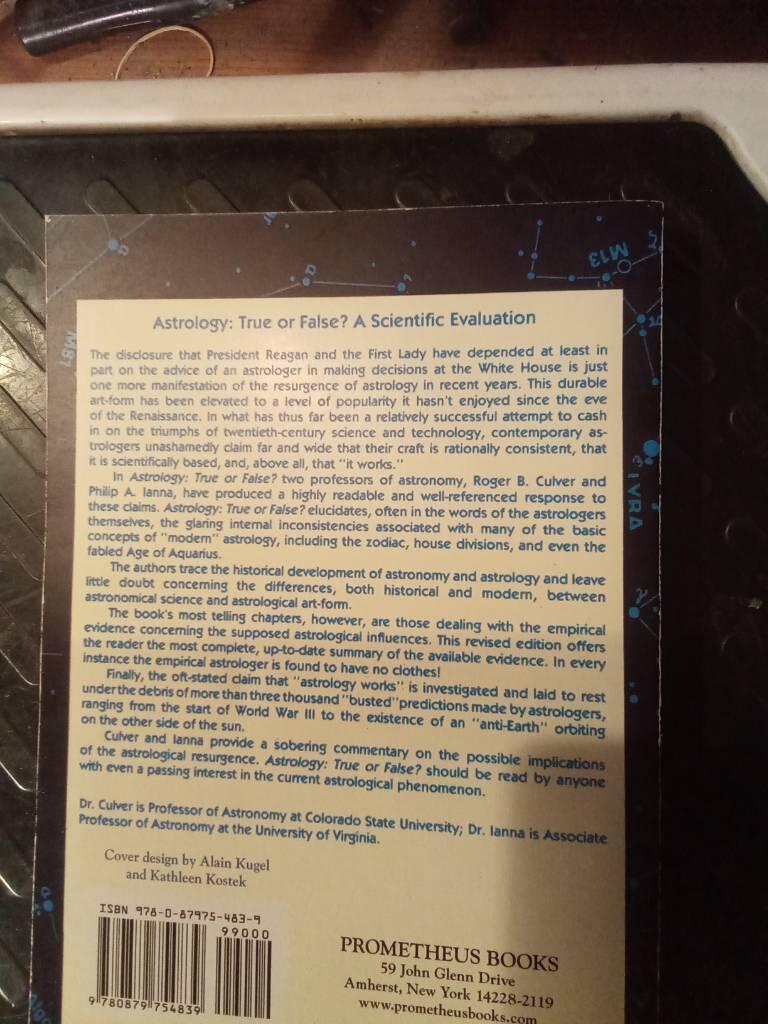 M13
M81
Astrology: True or False? A Scientific Evaluation
The disclosure that President Reagan and the First Lady have depended at least in
part on the advice of an astrologer in making decisions at the White House is just
one more manifestation of the resurgence of astrology in recent years. This durable
art-form has been elevated to a level of popularity it hasn't enjoyed since the eve
of the Renaissance. In what has thus far been a relatively successful attempt to cash
in on the triumphs of twentieth-century science and technology, contemporary as-
trologers unashamedly claim far and wide that their craft is rationally consistent, that
it is scientifically based, and, above all, that "it works."
In Astrology: True or False? two professors of astronomy, Roger B. Culver and
Philip A. Ianna, have produced a highly readable and well-referenced response to
these claims. Astrology: True or False? elucidates, often in the words of the astrologers
themselves, the glaring internal inconsistencies associated with many of the basic
concepts of "modern" astrology, including the zodiac, house divisions, and even the
fabled Age of Aquarius.
The authors trace the historical development of astronomy and astrology and leave
little doubt concerning the differences, both historical and modern, between
astronomical science and astrological art-form.
The book's most telling chapters, however, are those dealing with the empirical
evidence concerning the supposed astrological influences. This revised edition offers
the reader the most complete, up-to-date summary of the available evidence. In every
instance the empirical astrologer is found to have no clothes!
Finally, the oft-stated claim that "astrology works" is investigated and laid to rest
under the debris of more than three thousand "busted" predictions made by astrologers,
ranging from the start of World War III to the existence of an "anti-Earth" orbiting
on the other side of the sun.
Culver and Ianna provide a sobering commentary on the possible implications
of the astrological resurgence. Astrology: True or False? should be read by anyone
with even a passing interest in the current astrological phenomenon.
Dr. Culver is Professor of Astronomy at Colorado State University; Dr. Ianna is Associate
Professor of Astronomy at the University of Virginia.
Cover design by Alain Kugel
and Kathleen Kostek
ISBN 978-0-87975-483-9
99000
9 780879 754839
PROMETHEUS BOOKS
59 John Glenn Drive
Amherst, New York 14228-2119
www.prometheusbooks.com